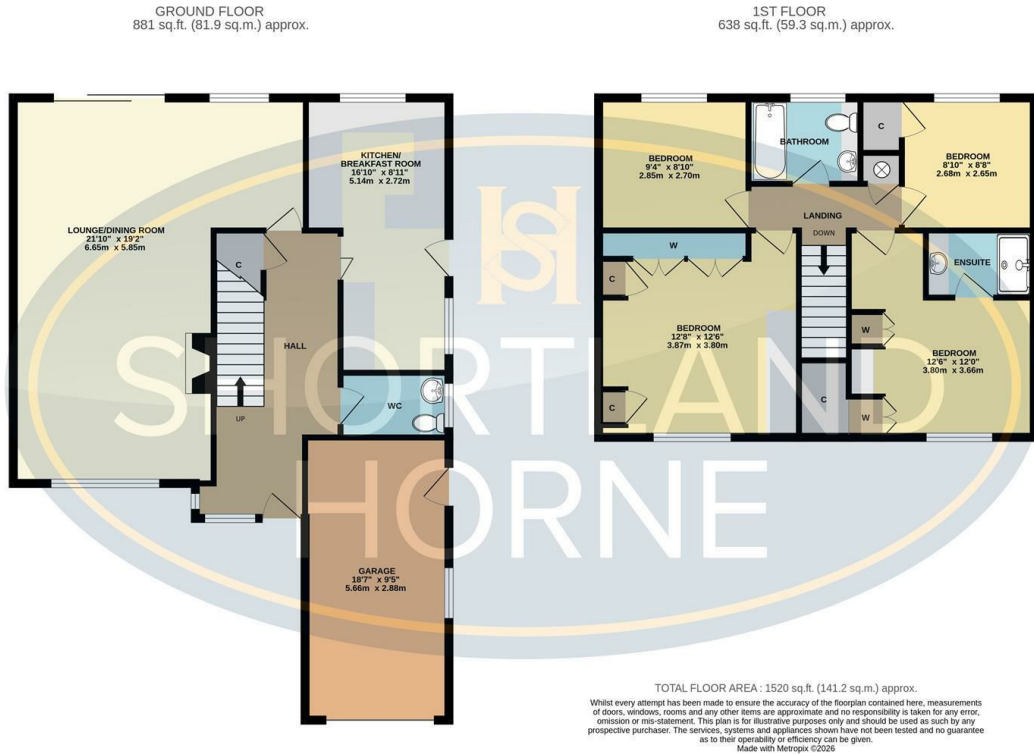 GROUND FLOOR
881 sq.ft. (81.9 sq.m.) approx.
1ST FLOOR
638 sq.ft. (59.3 sq.m.) approx.
KITCHEN/
BREAKFAST ROOM
16'10" x 8'11"
5.14m x 2.72m
LOUNGE/DINING ROOM
21'10" x 19'2"
6.65m x 5.85m
C
HALL
UP
WC
GARAGE
18'7" x 9'5"
5.66m x 2.88m
BEDROOM
9'4" x 8'10"
2.85m x 2.70m
BATHROOM
C
BEDROOM
8'10" x 8'8"
2.68m x 2.65m
LANDING
DOWN
W
C
ENSUITE
BEDROOM
12'8" x 12'6"
3.87m x 3.80m
W
BEDROOM
12'6" x 12'0"
3.80m x 3.66m
C
C
W
SH
SHORTLAND
HORNE
TOTAL FLOOR AREA : 1520 sq.ft. (141.2 sq.m.) approx.
Whilst every attempt has been made to ensure the accuracy of the floorplan contained here, measurements
of doors, windows, rooms and any other items are approximate and no responsibility is taken for any error,
omission or mis-statement. This plan is for illustrative purposes only and should be used as such by any
prospective purchaser. The services, systems and appliances shown have not been tested and no guarantee
as to their operability or efficiency can be given.
Made with Metropix ©2026